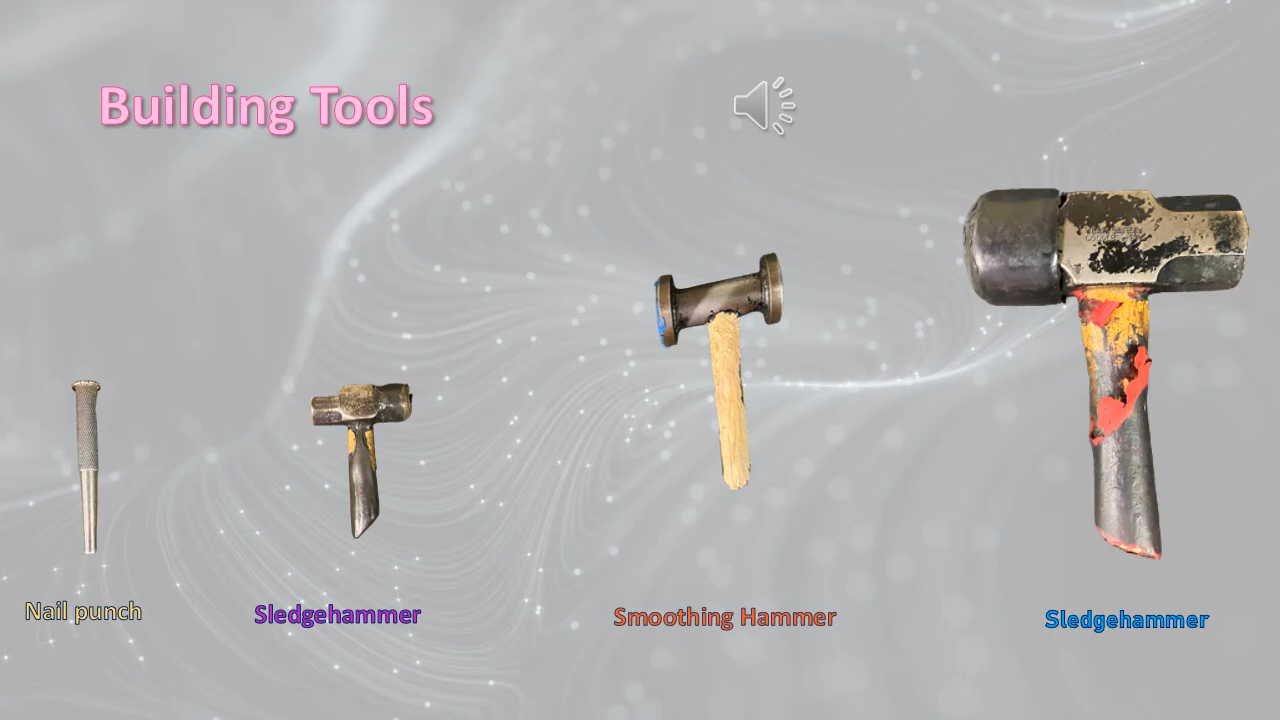 Building Tools
Nail punch
Sledgehammer
Smoothing Hammer
Sledgehammer